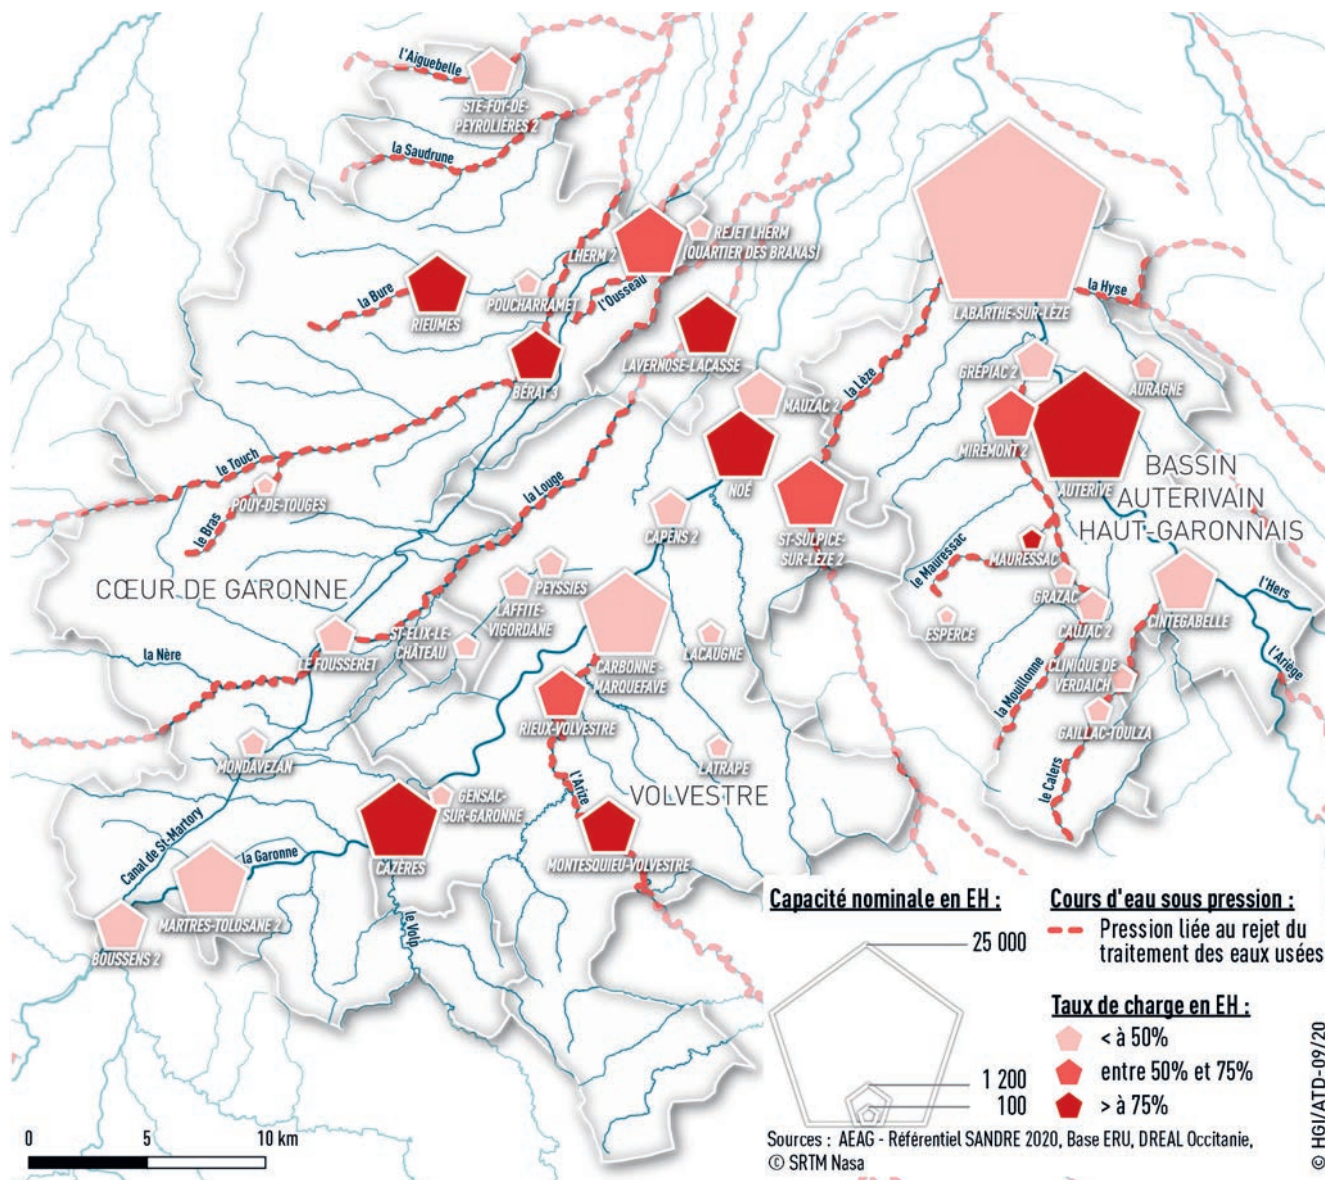 l'Aiguebelle
STE-FOY-DE-
PEYROLIÈRES 2
la Saudrune
LHERM 2
REJET LHERM
(QUARTIER DES BRANAS)
l'Ousseau
la Bure
RIEUMES
POUCHARRAMET
LABARTHE-SUR-LÈZE
la Hyse
LAVERNOSE-LACASSE
BÉRAT 3
GRÉPIAC 2
AURAGNE
la Lèze
MAUZAC 2
MIREMONT 2
le Touch
POUY-DE-TOUGES
le Bras
la Louge
NOÉ
AUTERIVE
BASSIN
AUTERIVAIN
HAUT-GARONNAIS
CAPENS 2
ST-SULPICE-
SUR-LÈZE 2
MAURESSAC
le Mauressac
CŒUR DE GARONNE
PEYSSIES
LAFFITE-
VIGORDANE
GRAZAC
l'Hers
ESPERCE
CAUJAC 2
CINTEGABELLE
ST-ELIX-LE-
CHÂTEAU
LE FOUSSERET
la Nère
CARBONNE -
MARQUEFAVE
LACAUGNE
l'Ariège
CLINIQUE DE
VERDAICH
la Mouillonne
GAILLAC-TOULZA
RIEUX-VOLVESTRE
MONDAVEZAN
LATRAPE
l'Arize
VOLVESTRE
le Calers
GENSAC-
SUR-GARONNE
Canal de St-Martory
la Garonne
CAZÈRES
MONTESQUIEU-VOLVESTRE
MARTRES-TOLOSANE 2
BOUSSENS 2
le Volp
Capacité nominale en EH :
25 000
1 200
100
Cours d'eau sous pression :
Pression liée au rejet du
traitement des eaux usées
Taux de charge en EH :
< à 50%
entre 50% et 75%
> à 75%
0 5 10 km
Sources : AEAG - Référentiel SANDRE 2020, Base ERU, DREAL Occitanie,
© SRTM Nasa
© HGI/ATD-09/20